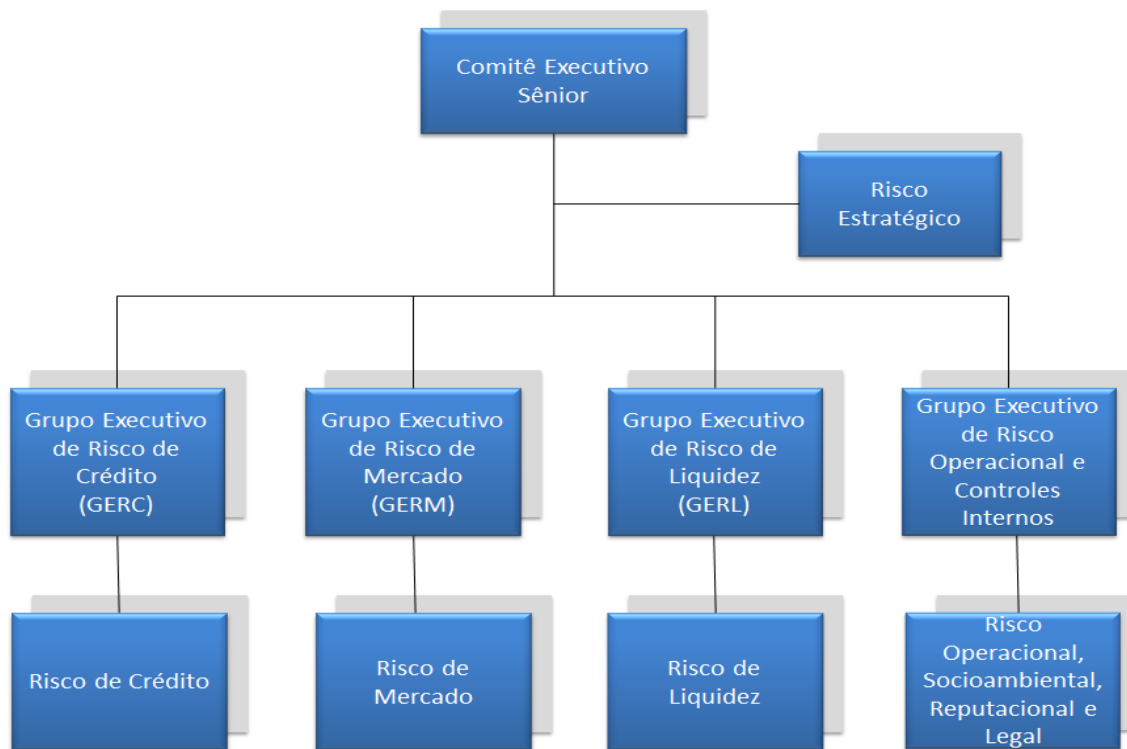 Comitê Executivo
Sênior
Risco
Estratégico
Grupo Executivo
de Risco de
Crédito
(GERC)
Grupo Executivo
de Risco de
Mercado
(GERM)
Grupo Executivo
de Risco de
Liquidez
(GERL)
Grupo Executivo
de Risco
Operacional e
Controles
Internos
Risco de Crédito
Risco de
Mercado
Risco de
Liquidez
Risco
Operacional,
Socioambiental,
Reputacional e
Legal